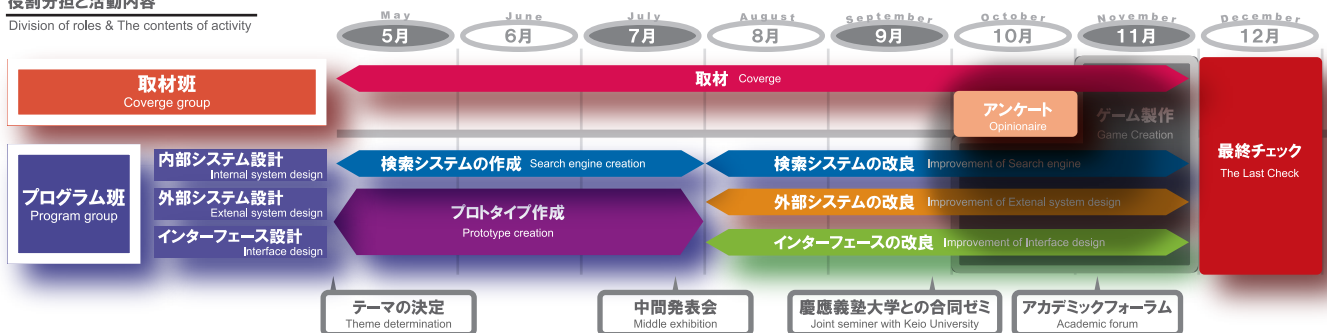 役割分担と活動内容
Division of roles & The contents of activity
May
June
July
August
September
October
November
December
5月
6月
7月
8月
9月
10月
11月
12月
取材班
Coverge group
取材 Coverge
アンケート
Opinionaire
ゲーム製作
Game Creation
プログラム班
Program group
内部システム設計
Internal system design
外部システム設計
Extenal system design
インターフェース設計
Interface design
検索システムの作成 Search engine creation
検索システムの改良 Improvement of Search engine
プロトタイプ作成
Prototype creation
外部システムの改良 Improvement of Extenal system design
インターフェースの改良 Improvement of Interface design
最終チェック
The Last Check
テーマの決定
Theme determination
中間発表会
Middle exhibition
慶應義塾大学との合同ゼミ
Joint seminar with Keio University
アカデミックフォーラム
Academic forum